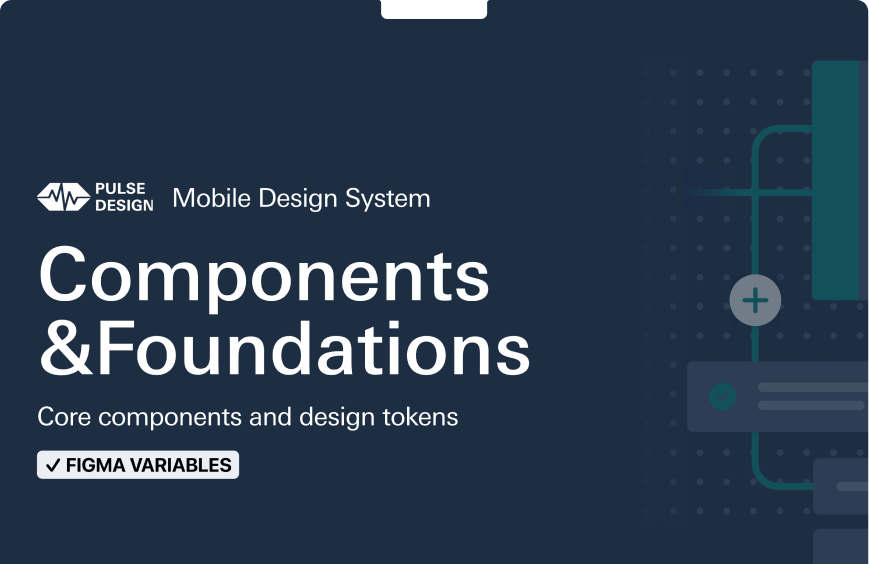 PULSE
DESIGN
Mobile Design System
Components
&Foundations
Core components and design tokens
FIGMA VARIABLES